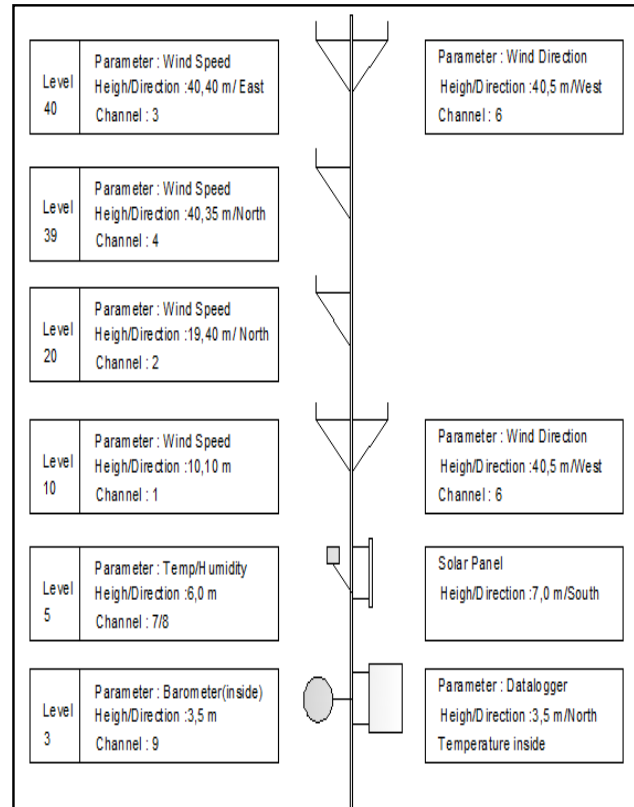 Level
40
Parameter : Wind Speed
Heigh/Direction :40,40 m/ East
Channel : 3
Parameter : Wind Direction
Heigh/Direction :40,5 m/West
Channel : 6
Level
39
Parameter : Wind Speed
Heigh/Direction :40,35 m/North
Channel : 4
Level
20
Parameter : Wind Speed
Heigh/Direction :19,40 m/ North
Channel : 2
Level
10
Parameter : Wind Speed
Heigh/Direction :10,10 m
Channel : 1
Parameter : Wind Direction
Heigh/Direction :40,5 m/West
Channel : 6
Level
5
Parameter : Temp/Humidity
Heigh/Direction :6,0 m
Channel : 7/8
Solar Panel
Heigh/Direction :7,0 m/South
Level
3
Parameter : Barometer(inside)
Heigh/Direction :3,5 m
Channel : 9
Parameter : Datalogger
Heigh/Direction :3,5 m/North
Temperature inside